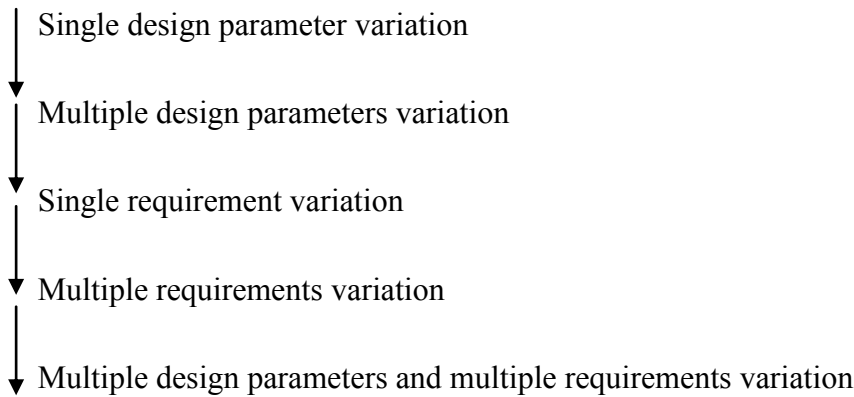 Single design parameter variation
Multiple design parameters variation
Single requirement variation
Multiple requirements variation
Multiple design parameters and multiple requirements variation